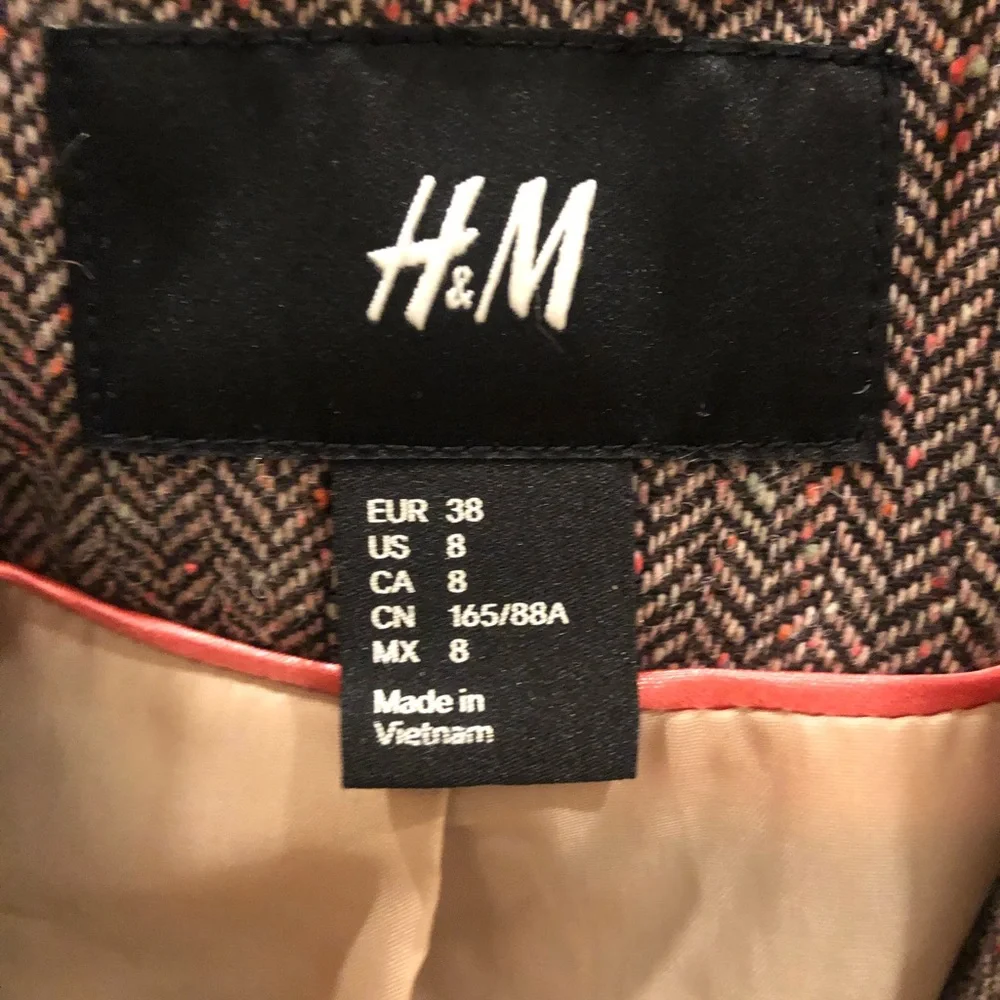 H&M
EUR 38
US 8
CA 8
CN 165/88A
MX 8
Made in
Vietnam